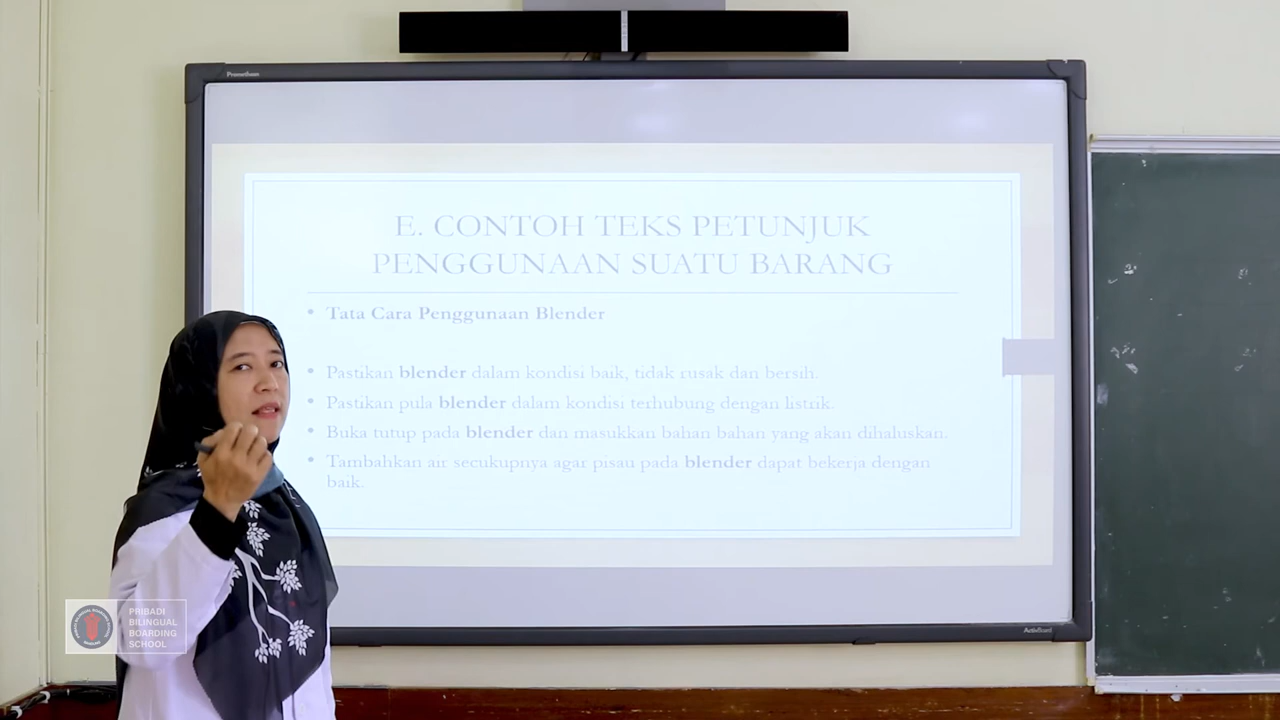 Promethean
E. CONTOH TEKS PETUNJUK
PENGGUNAAN SUATU BARANG
• Tata Cara Penggunaan Blender
• Pastikan blender dalam kondisi baik, tidak rusak dan bersih.
• Pastikan pula blender dalam kondisi terhubung dengan listrik.
• Buka tutup pada blender dan masukkan bahan bahan yang akan dihaluskan.
• Tambahkan air secukupnya agar pisau pada blender dapat bekerja dengan
baik.
PRIBADI
BILINGUAL
BOARDING
SCHOOL
ActivBoard